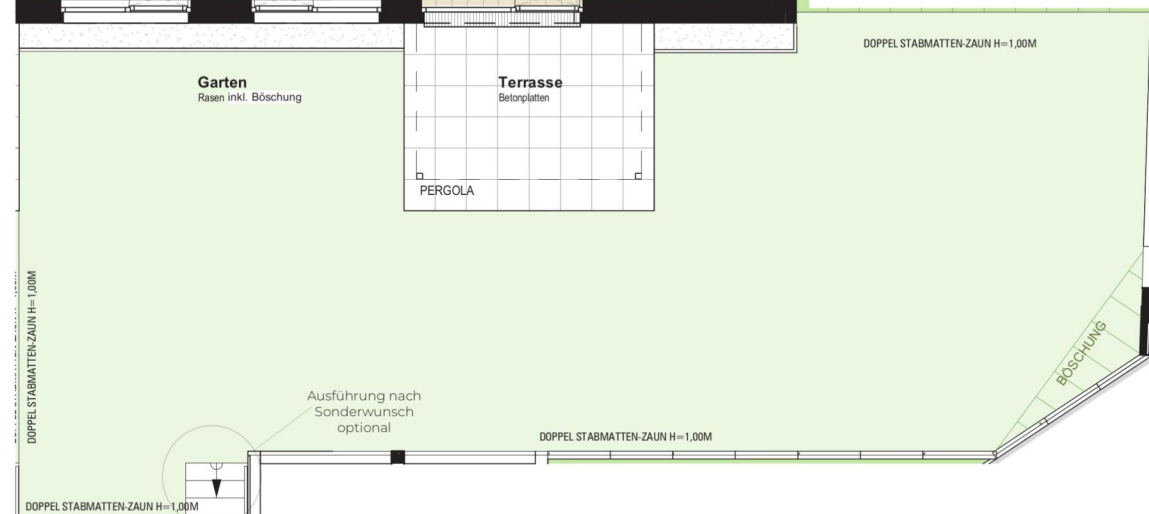 DOPPEL STABMATTEN-ZAUN H=1,00M
Garten
Rasen inkl. Böschung
Terrasse
Betonplatten
PERGOLA
DOPPEL STABMATTEN-ZAUN H=1,00M
BÖSCHUNG
Ausführung nach
Sonderwunsch
optional
DOPPEL STABMATTEN-ZAUN H=1,00M
DOPPEL STABMATTEN-ZAUN H=1,00M